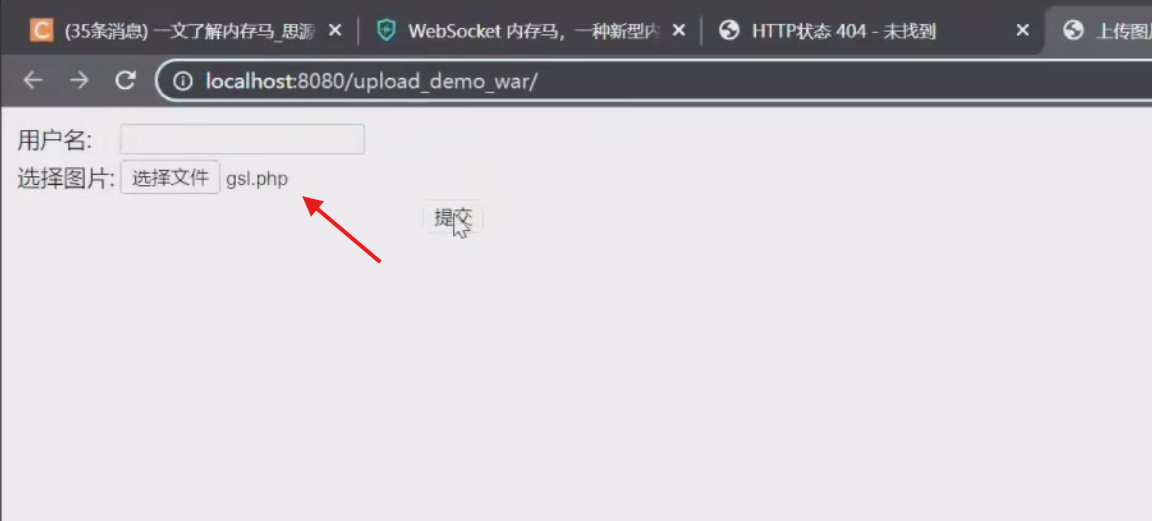 (35条消息) 一文了解内存马_思源
WebSocket 内存马，一种新型内
HTTP状态 404 - 未找到
上传图
localhost:8080/upload_demo_war/
用户名:
选择图片: 选择文件 gsl.php
提交